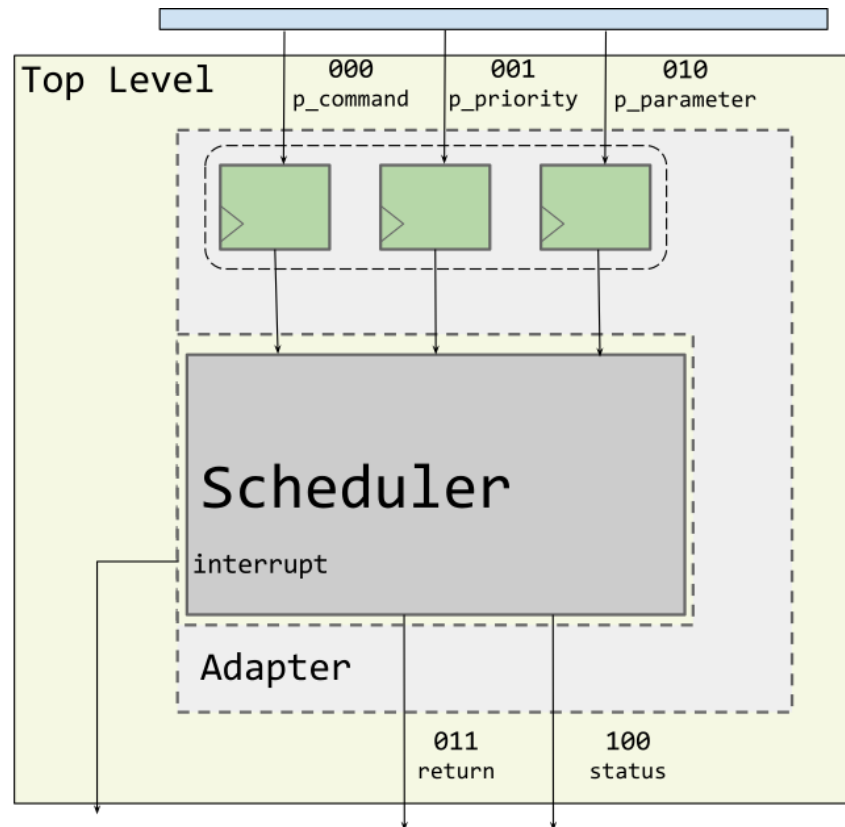 000 001 010
Top Level
p_command p_priority p_parameter
Scheduler
interrupt
Adapter
011 100
return status